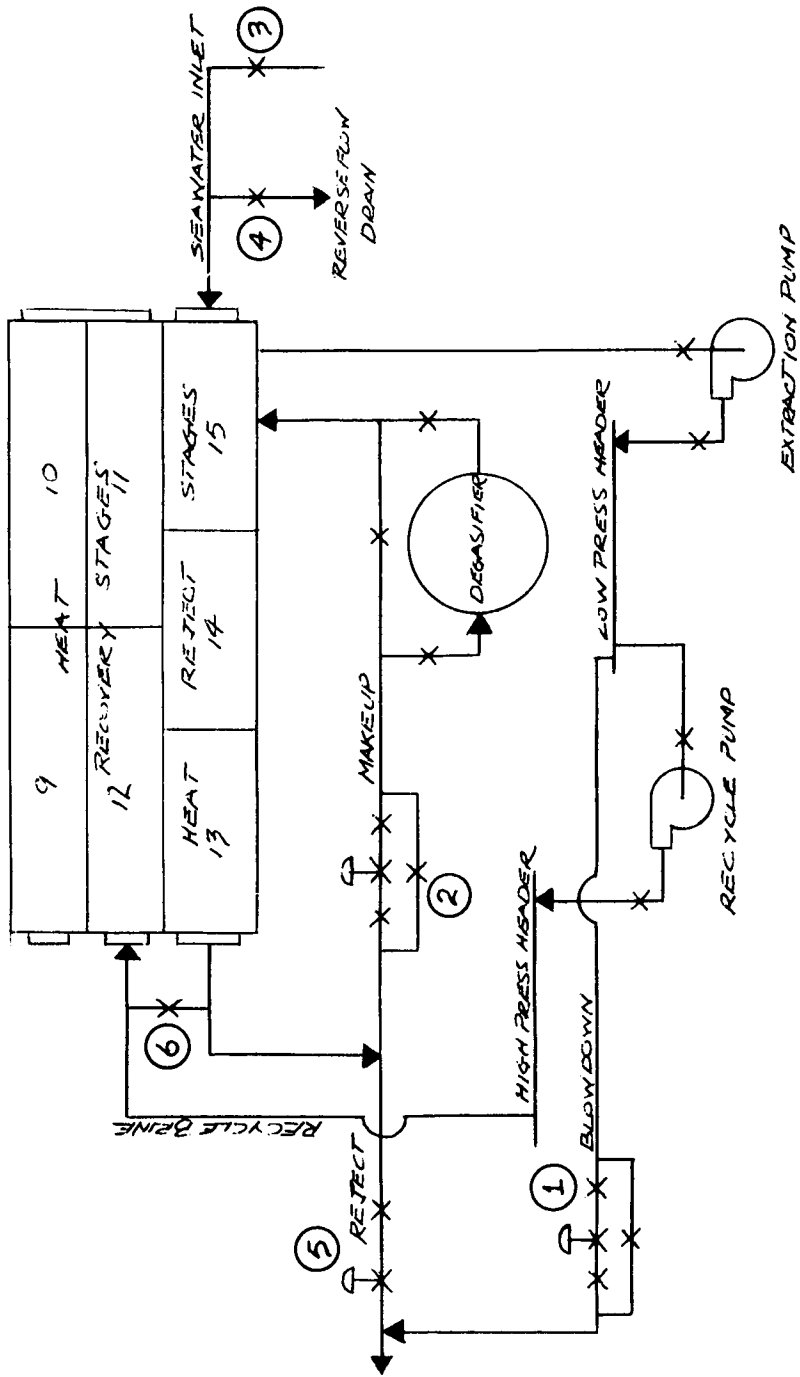 SEAWATER INLET
3
4
REVERSE FLOW
DRAIN
9
10
HEAT
RECOVERY STAGES
12
11
HEAT REJECT STAGES
13
14
15
6
RECYCLE BRINE
MAKEUP
2
DEGASIFIER
5
REJECT
HIGH PRESS HEADER
LOW PRESS HEADER
1
BLOWDOWN
RECYCLE PUMP
EXTRACTION PUMP